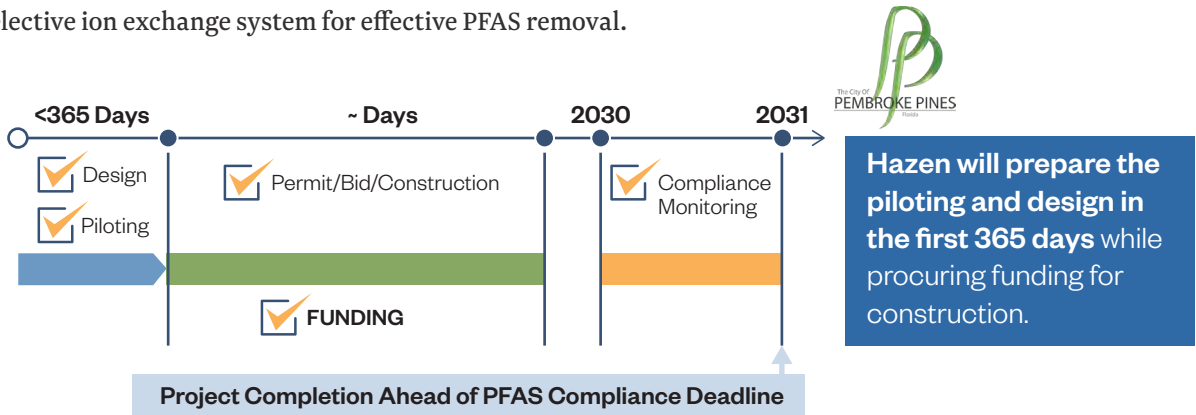 elective ion exchange system for effective PFAS removal.
The City Of
PEMBROKE PINES
Florida
<365 Days
~ Days
2030
2031
Design
Piloting
Permit/Bid/Construction
Compliance
Monitoring
FUNDING
Project Completion Ahead of PFAS Compliance Deadline
Hazen will prepare the
piloting and design in
the first 365 days while
procuring funding for
construction.